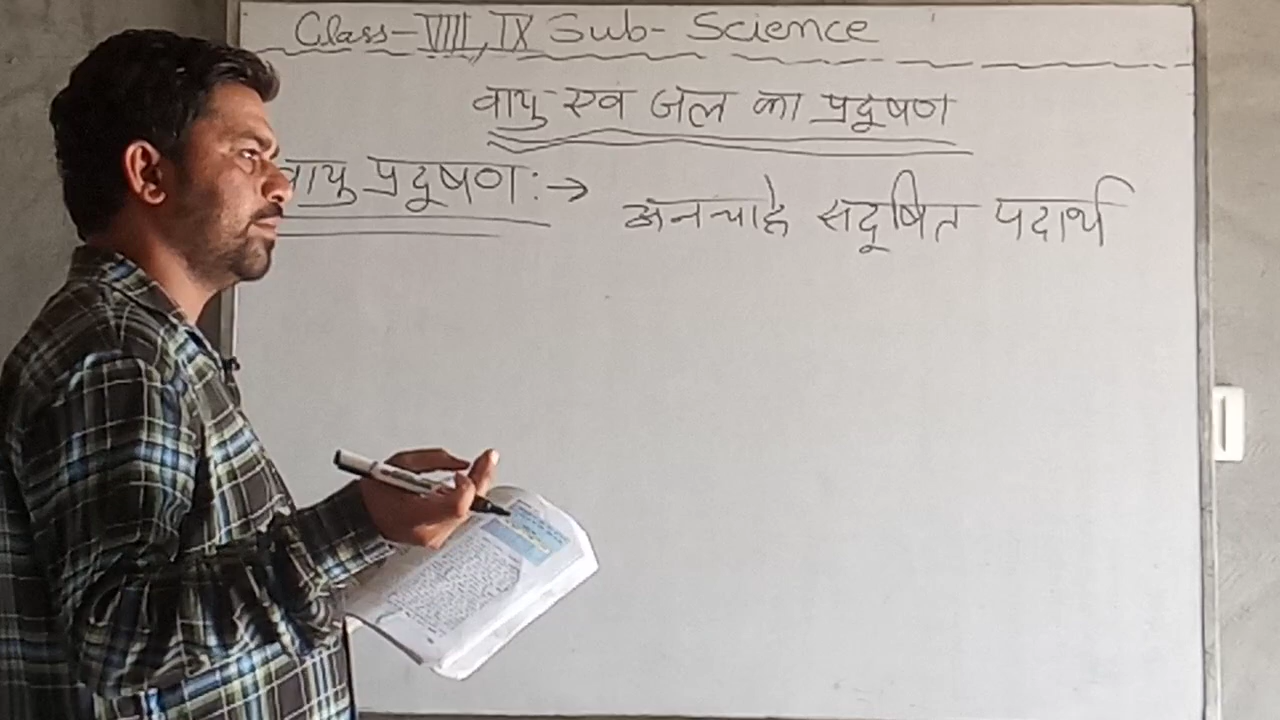 Class-VIII, IX Sub- Science
वायु एव जल का प्रदूषण
वायु प्रदूषण :→ अनचाहे सदूषित पदार्थ